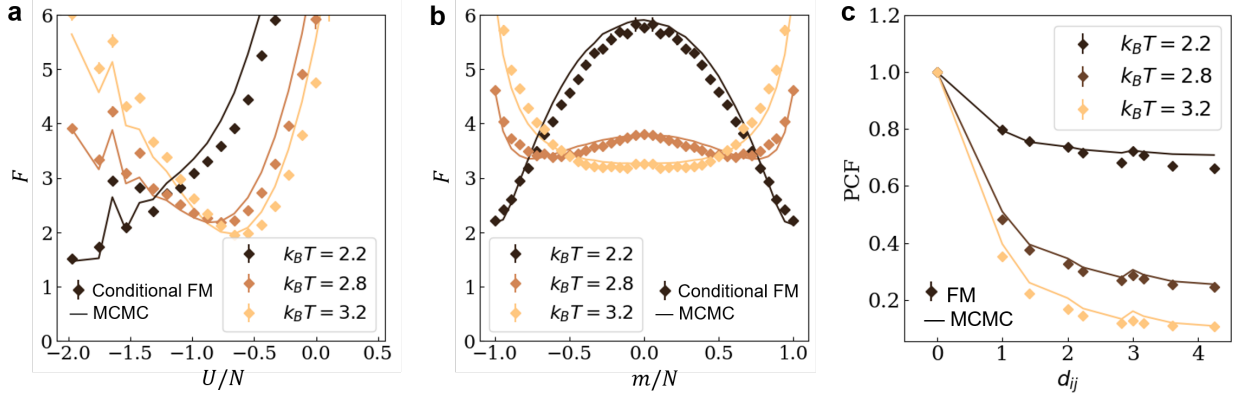 a
6
5
4
3
2
1
0
F
−2.0 −1.5 −1.0 −0.5 0.0 0.5
U/N
k_BT = 2.2
k_BT = 2.8
k_BT = 3.2
Conditional FM
MCMC
b
6
5
4
3
2
1
0
F
−1.0 −0.5 0.0 0.5 1.0
m/N
k_BT = 2.2
k_BT = 2.8
k_BT = 3.2
Conditional FM
MCMC
c
1.2
1.0
0.8
0.6
0.4
0.2
PCF
0 1 2 3 4
d_ij
k_BT = 2.2
k_BT = 2.8
k_BT = 3.2
FM
MCMC